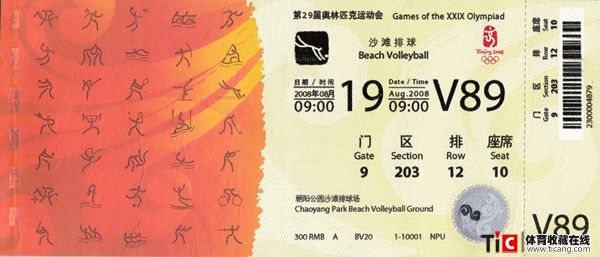 第29届奥林匹克运动会 Games of the XXIX Olympiad
沙滩排球
Beach Volleyball
Beijing 2008
日期 / 时间 Date / Time
2008年08月 19 Aug.2008 V89
09:00 09:00
门 区 排 座席
Gate Section Row Seat
9 203 12 10
朝阳公园沙滩排球场
Chaoyang Park Beach Volleyball Ground
300 RMB A BV20 1-10001 NPU
座席 Seat 10
排 Row 12
区 Section 203
门 Gate 9
2300004879
V89
TiC 体育收藏在线
www.ticang.com